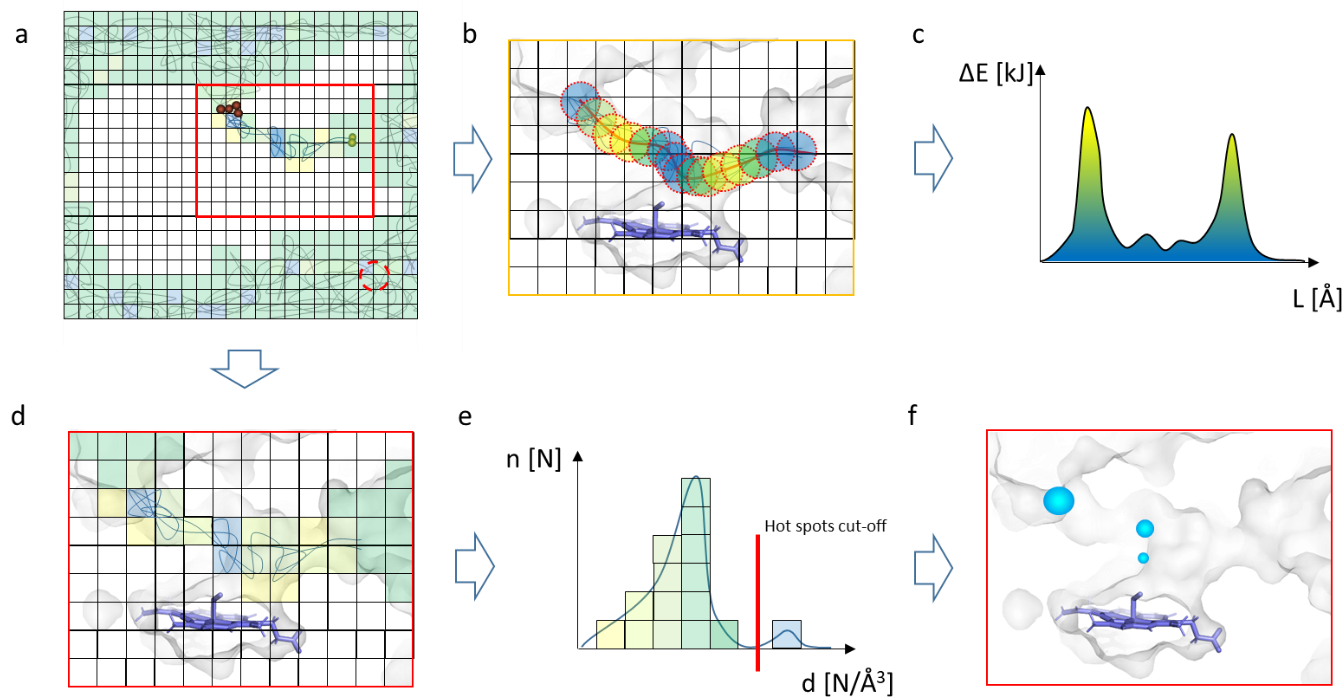 a
b
c
ΔE [kJ]
L [Å]
d
e
n [N]
Hot spots cut-off
d [N/Å³]
f